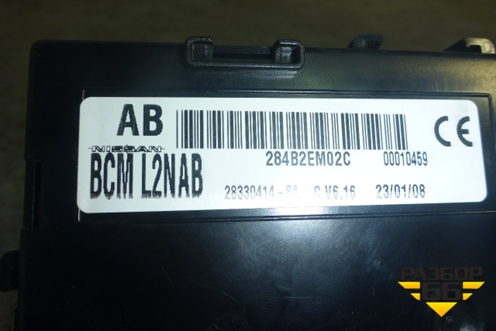 AB
NISSAN
284B2EM02C 00010459
BCM L2NAB
C V6.16 23/01/08
CE
РАЗБОР
66